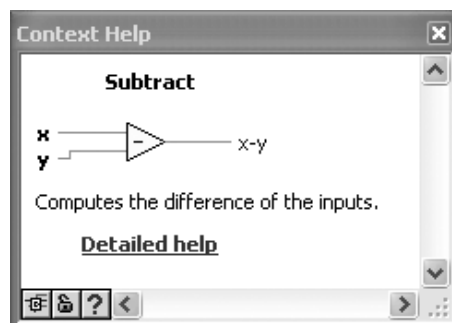 Context Help
Subtract
x
y
-
x-y
Computes the difference of the inputs.
Detailed help
?